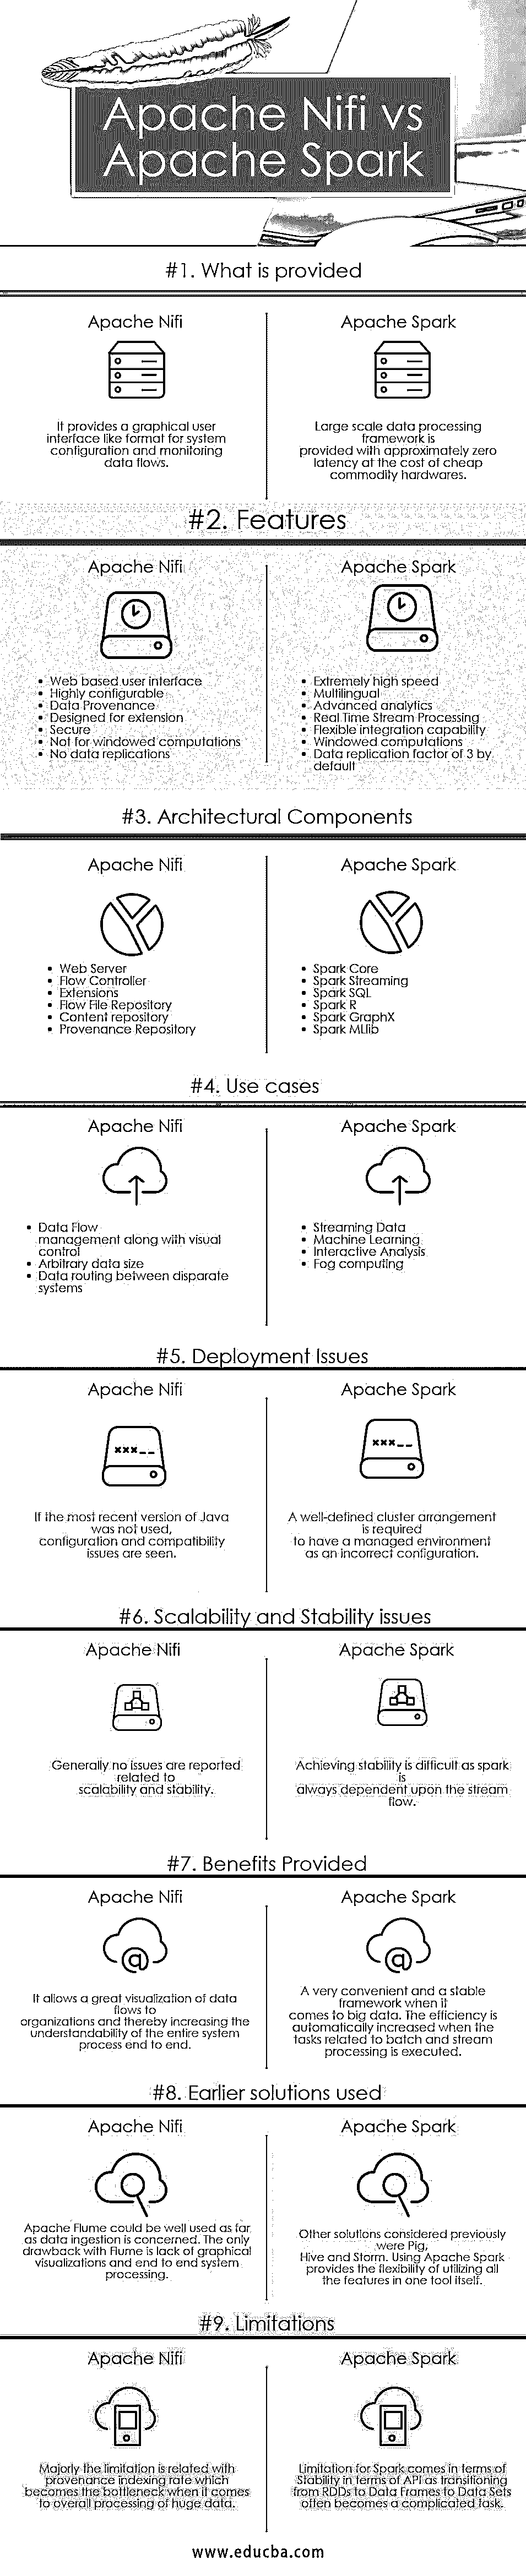 Apache Nifi vs
Apache Spark
#1. What is provided
Apache Nifi
It provides a graphical user
interface like format for system
configuration and monitoring
data flows.
Apache Spark
Large scale data processing
framework is
provided with approximately zero
latency at the cost of cheap
commodity hardwares.
#2. Features
Apache Nifi
• Web based user interface
• Highly configurable
• Data Provenance
• Designed for extension
• Secure
• Not for windowed computations
• No data replications
Apache Spark
• Extremely high speed
• Multilingual
• Advanced analytics
• Real Time Stream Processing
• Flexible integration capability
• Windowed computations
• Data replication factor of 3 by
default
#3. Architectural Components
Apache Nifi
• Web Server
• Flow Controller
• Extensions
• Flow File Repository
• Content repository
• Provenance Repository
Apache Spark
• Spark Core
• Spark Streaming
• Spark SQL
• Spark R
• Spark GraphX
• Spark MLlib
#4. Use cases
Apache Nifi
• Data Flow
management along with visual
control
• Arbitrary data size
• Data routing between disparate
systems
Apache Spark
• Streaming Data
• Machine Learning
• Interactive Analysis
• Fog computing
#5. Deployment Issues
Apache Nifi
xxx__
If the most recent version of Java
was not used,
configuration and compatibility
issues are seen.
Apache Spark
xxx__
A well-defined cluster arrangement
is required
to have a managed environment
as an incorrect configuration.
#6. Scalability and Stability issues
Apache Nifi
Generally no issues are reported
related to
scalability and stability.
Apache Spark
Achieving stability is difficult as spark
is
always dependent upon the stream
flow.
#7. Benefits Provided
Apache Nifi
@
It allows a great visualization of data
flows to
organizations and thereby increasing the
understandability of the entire system
process end to end.
Apache Spark
@
A very convenient and a stable
framework when it
comes to big data. The efficiency is
automatically increased when the
tasks related to batch and stream
processing is executed.
#8. Earlier solutions used
Apache Nifi
Apache Flume could be well used as far
as data ingestion is concerned. The only
drawback with Flume is lack of graphical
visualizations and end to end system
processing.
Apache Spark
Other solutions considered previously
were Pig,
Hive and Storm. Using Apache Spark
provides the flexibility of utilizing all
the features in one tool itself.
#9. Limitations
Apache Nifi
Majorly the limitation is related with
provenance indexing rate which
becomes the bottleneck when it comes
to overall processing of huge data.
Apache Spark
Limitation for Spark comes in terms of
Stability in terms of API as transitioning
from RDDs to Data Frames to Data Sets
often becomes a complicated task.
www.educba.com